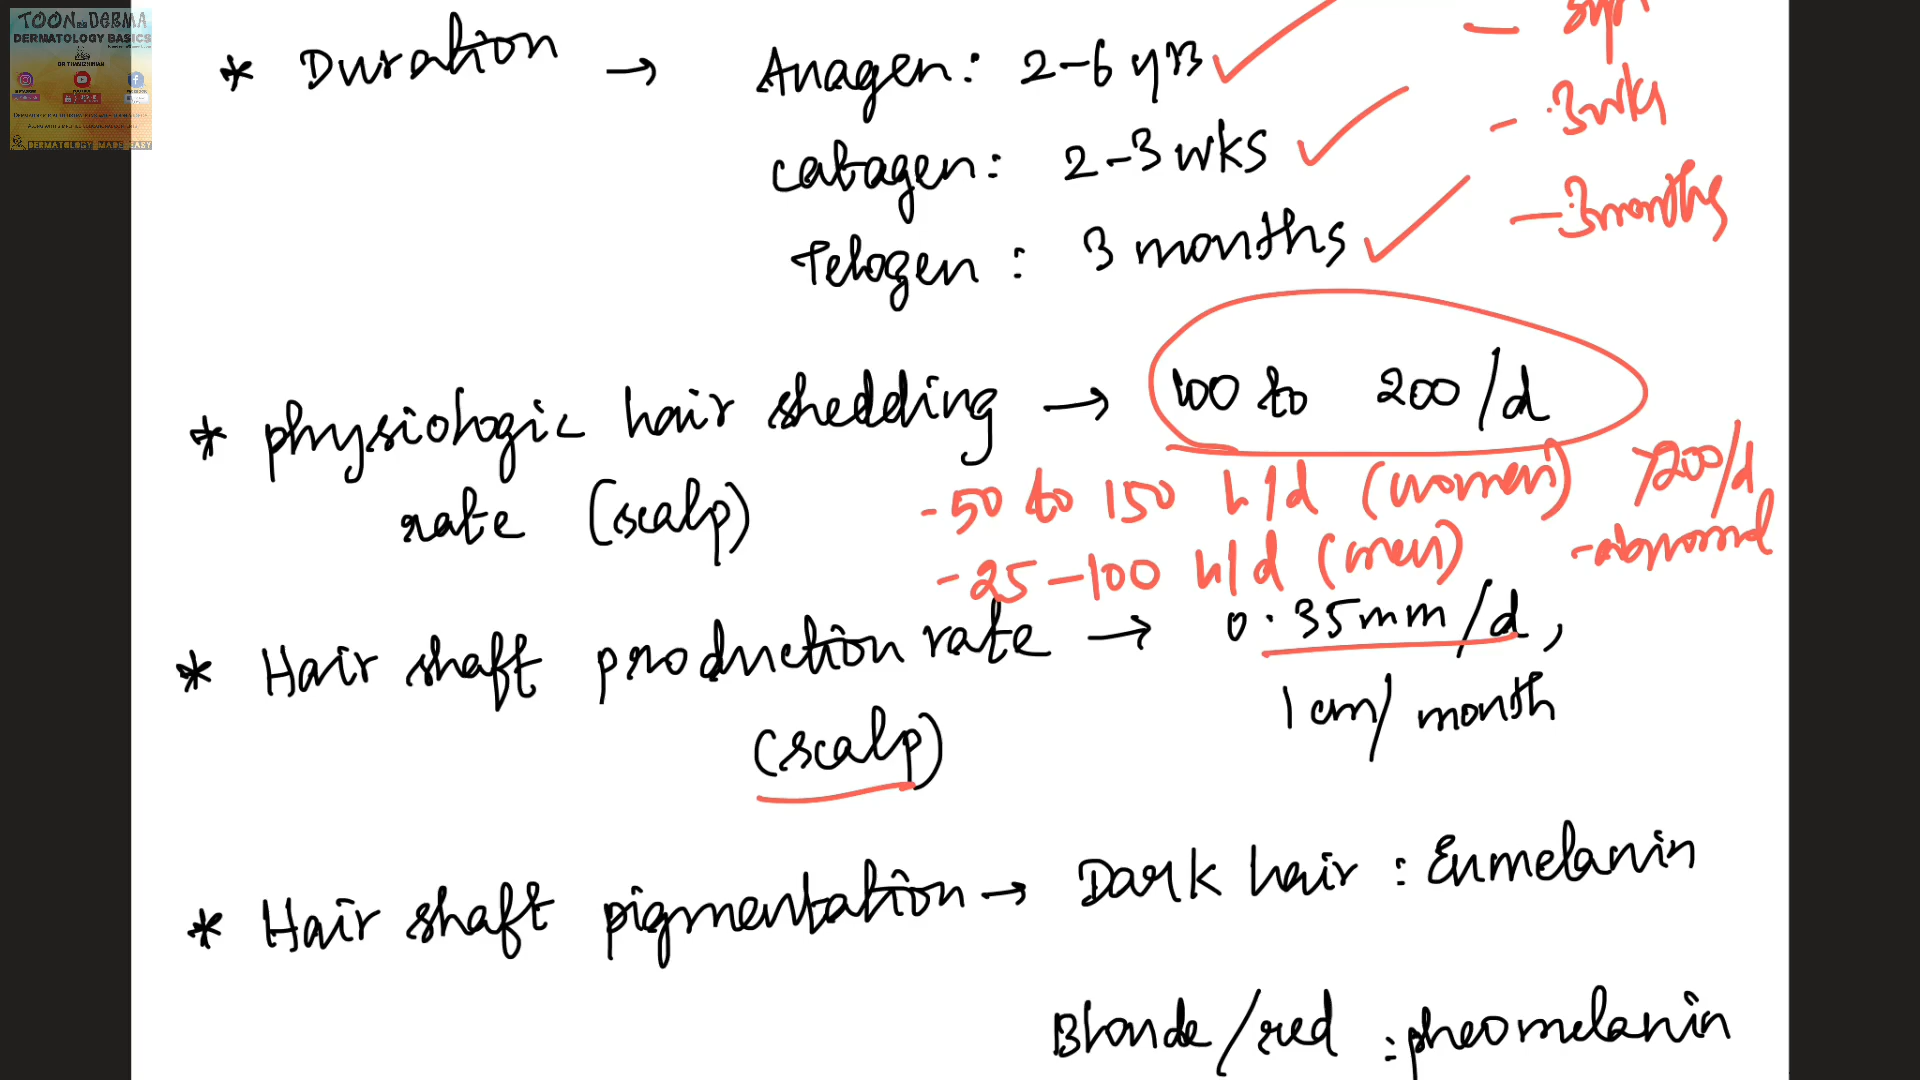 TOON in DERMA
DERMATOLOGY BASICS
DERMATOLOGY MADE EASY
* Duration → Anagen: 2-6 yrs
catagen: 2-3 wks - 3wks
Telogen: 3 months - 3months
* physiologic hair shedding → 100 to 200/d
rate (scalp) - 50 to 150 h/d (women) >200/d
- 25-100 h/d (men) - abnormal
* Hair shaft production rate → 0.35mm/d,
(scalp) 1 cm/month
* Hair shaft pigmentation → Dark hair: Eumelanin
Blonde/red : pheomelanin